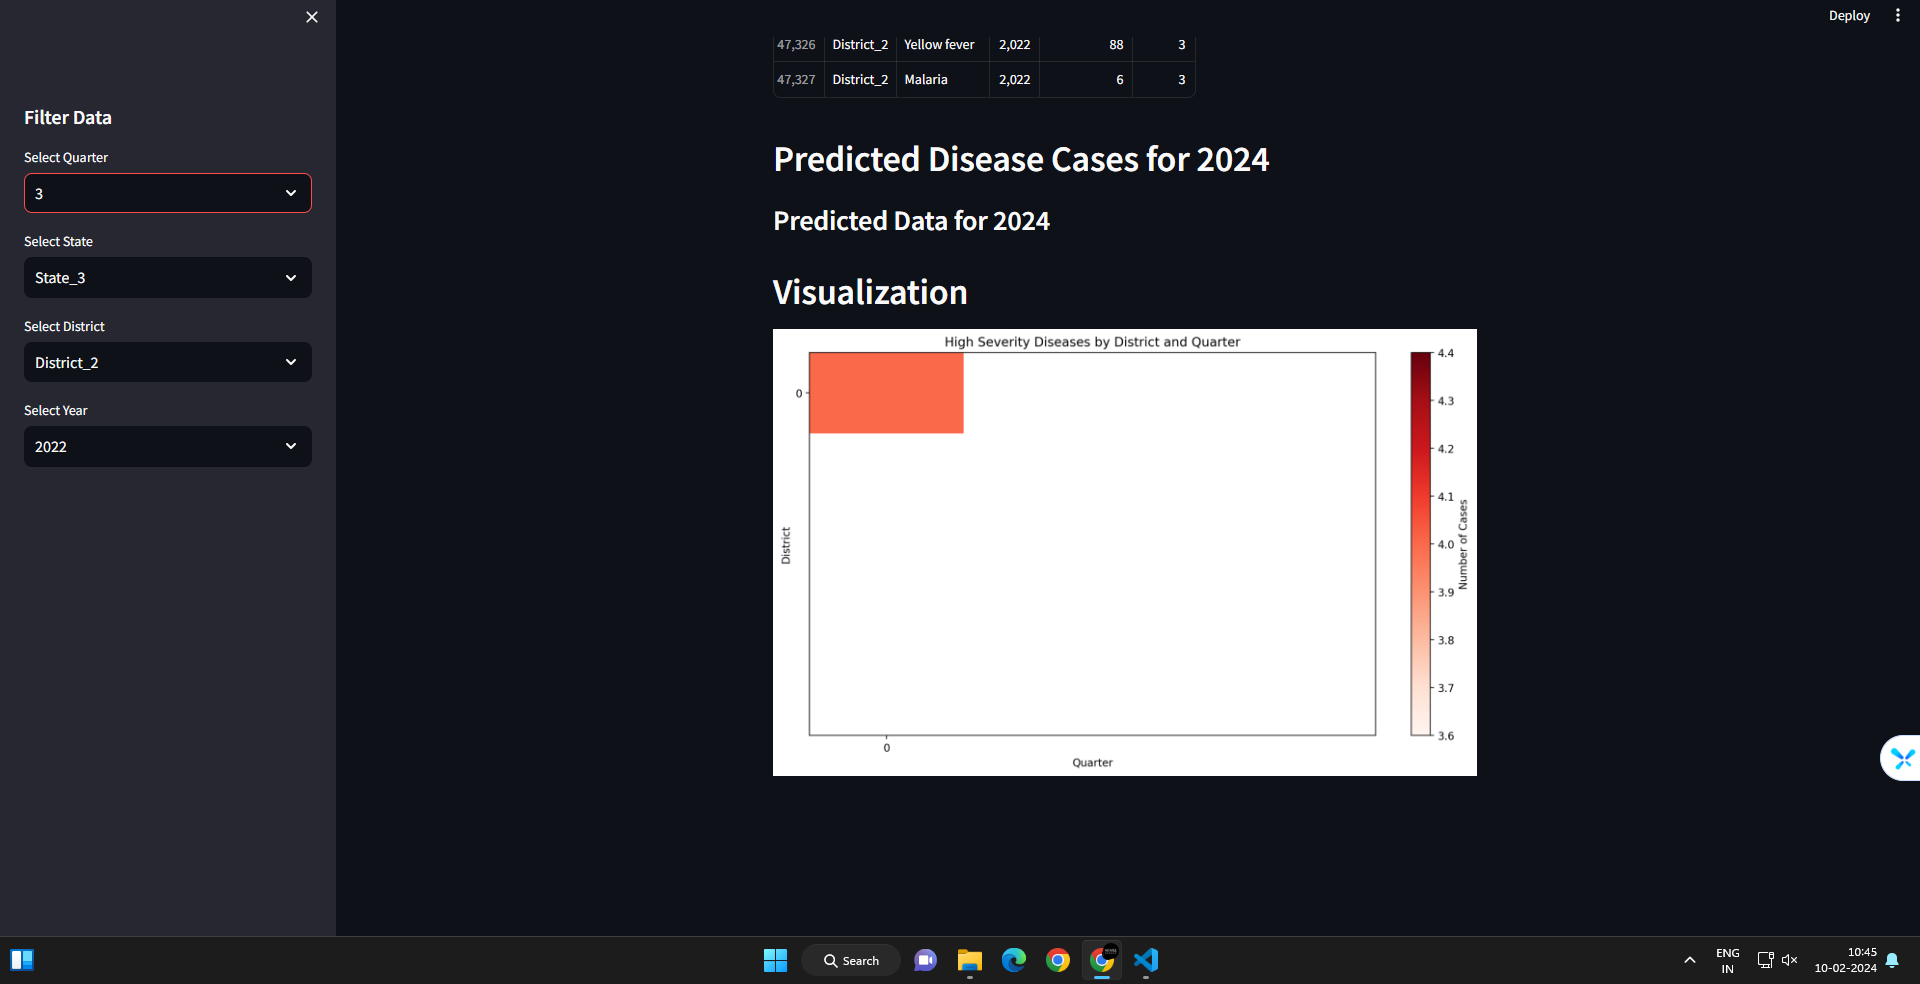 Deploy
47,326 District_2 Yellow fever 2,022 88 3
47,327 District_2 Malaria 2,022 6 3
Filter Data
Select Quarter
3
Select State
State_3
Select District
District_2
Select Year
2022
Predicted Disease Cases for 2024
Predicted Data for 2024
Visualization
High Severity Diseases by District and Quarter
0
District
0
Quarter
4.4
4.3
4.2
4.1
4.0
3.9
3.8
3.7
3.6
Number of Cases
Search
ENG
IN
10:45
10-02-2024